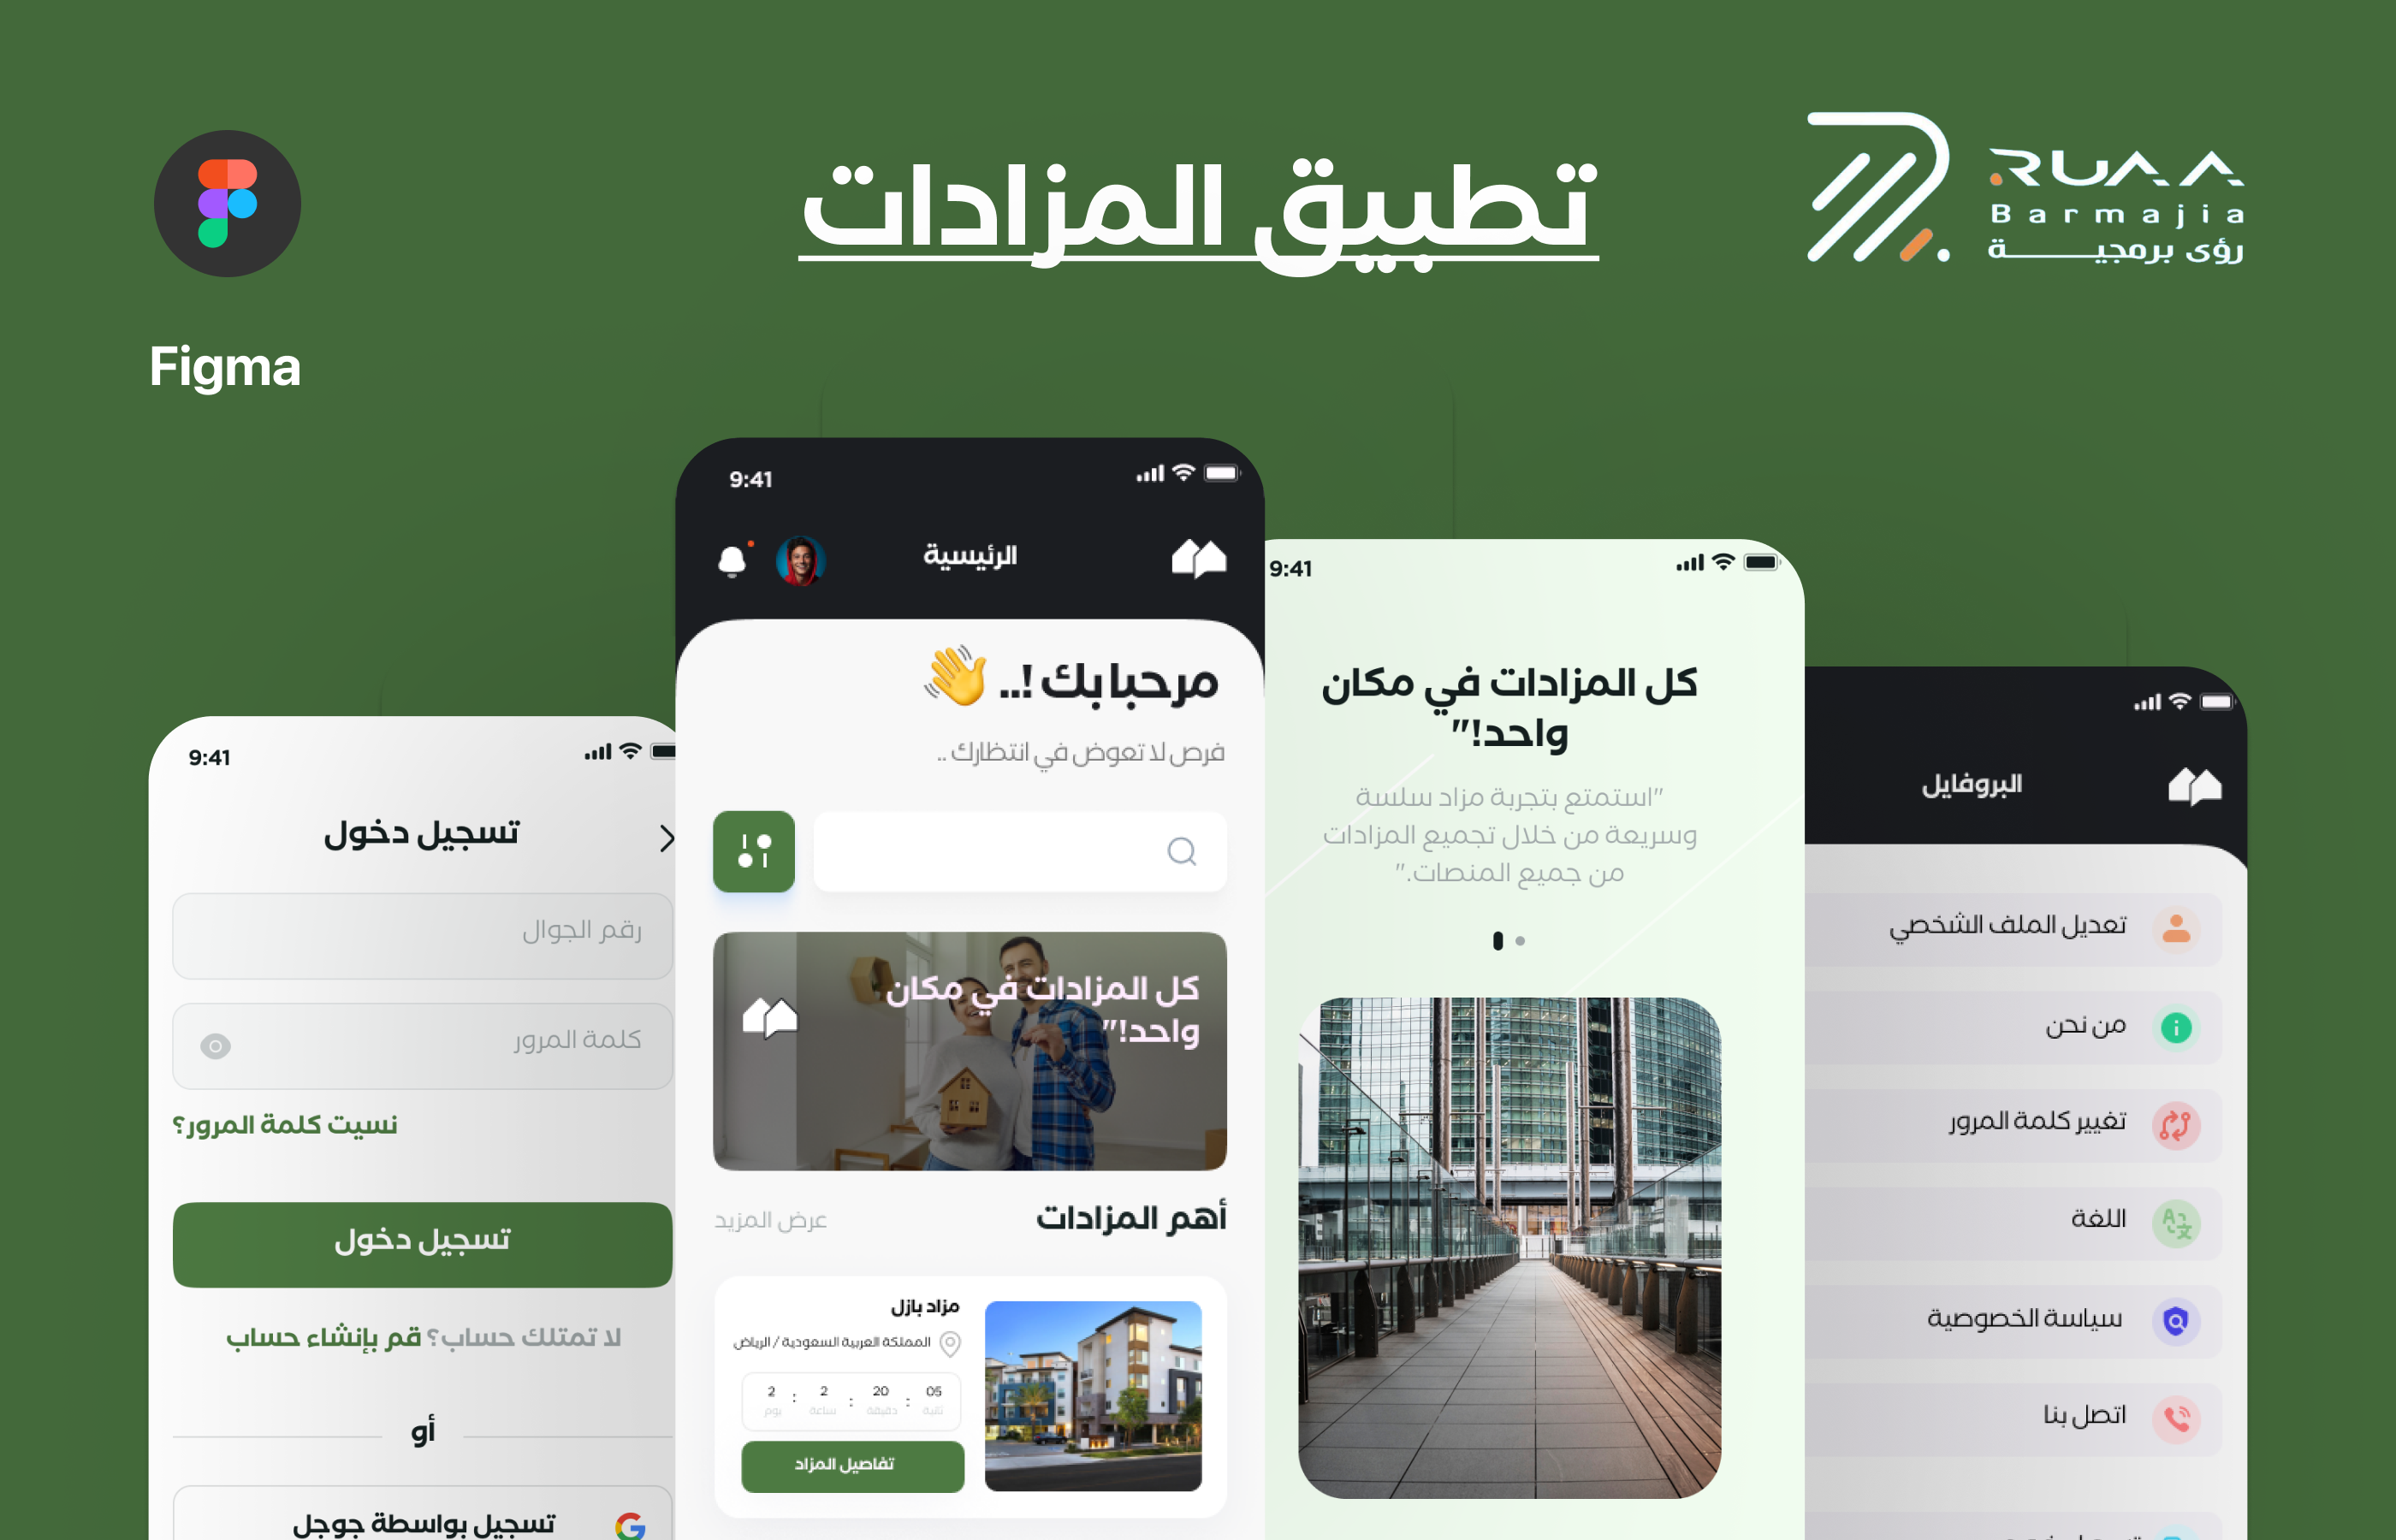 Figma
تطبيق المزادات
RUAA
Barmajia
رؤى برمجية
9:41
تسجيل دخول
رقم الجوال
كلمة المرور
نسيت كلمة المرور؟
تسجيل دخول
لا تمتلك حساب؟ قم بإنشاء حساب
أو
تسجيل بواسطة جوجل
9:41
الرئيسية
مرحبا بك !..
فرص لا تعوض في انتظارك ..
كل المزادات في مكان
واحد!"
أهم المزادات
عرض المزيد
مزاد بازل
المملكة العربية السعودية / الرياض
2 : 2 : 20 : 05
يوم ساعة دقيقة ثانية
تفاصيل المزاد
9:41
كل المزادات في مكان
واحد!"
"استمتع بتجربة مزاد سلسة
وسريعة من خلال تجميع المزادات
من جميع المنصات."
البروفايل
تعديل الملف الشخصي
من نحن
تغيير كلمة المرور
اللغة
سياسة الخصوصية
اتصل بنا